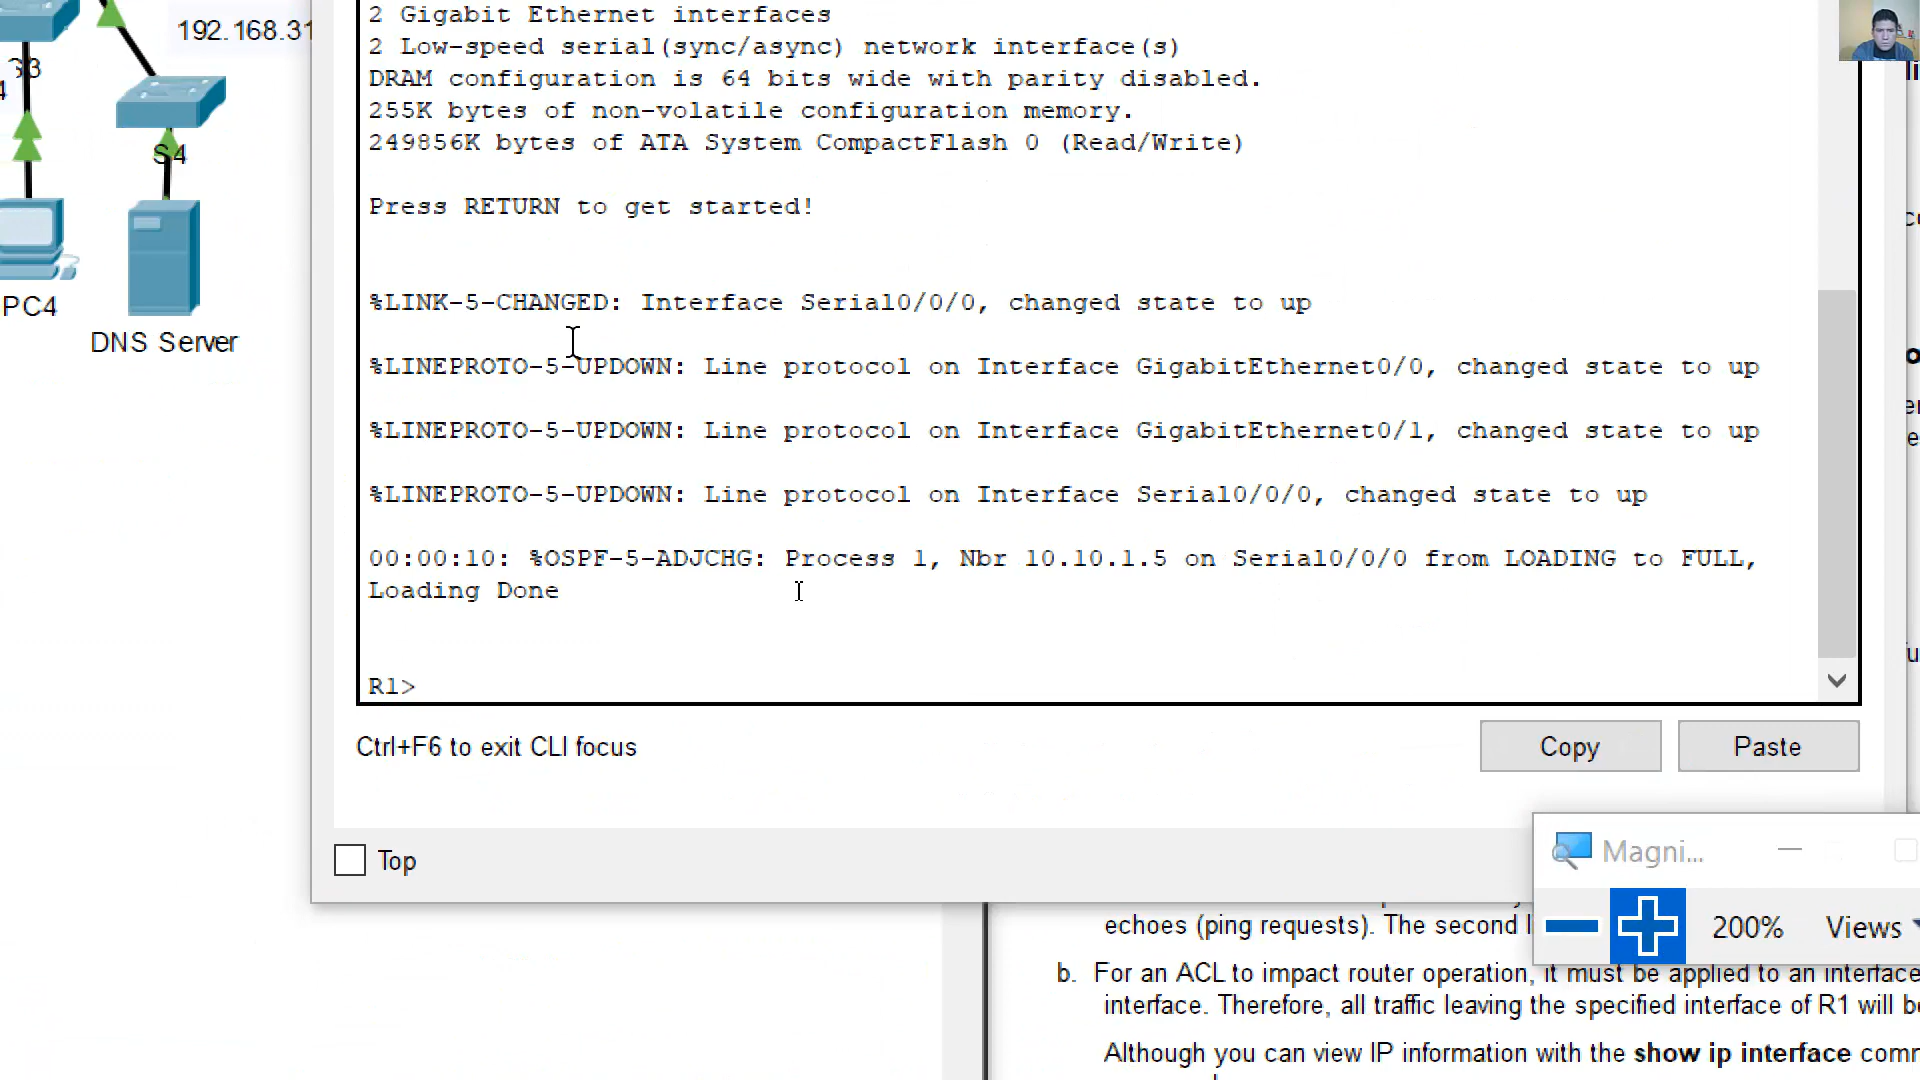 192.168.31
S3
4
S4
PC4
DNS Server
2 Gigabit Ethernet interfaces
2 Low-speed serial(sync/async) network interface(s)
DRAM configuration is 64 bits wide with parity disabled.
255K bytes of non-volatile configuration memory.
249856K bytes of ATA System CompactFlash 0 (Read/Write)
Press RETURN to get started!
%LINK-5-CHANGED: Interface Serial0/0/0, changed state to up
%LINEPROTO-5-UPDOWN: Line protocol on Interface GigabitEthernet0/0, changed state to up
%LINEPROTO-5-UPDOWN: Line protocol on Interface GigabitEthernet0/1, changed state to up
%LINEPROTO-5-UPDOWN: Line protocol on Interface Serial0/0/0, changed state to up
00:00:10: %OSPF-5-ADJCHG: Process 1, Nbr 10.10.1.5 on Serial0/0/0 from LOADING to FULL,
Loading Done
R1>
Ctrl+F6 to exit CLI focus
Copy
Paste
Top
Magni...
200%
Views
echoes (ping requests). The second
b. For an ACL to impact router operation, it must be applied to an interface
interface. Therefore, all traffic leaving the specified interface of R1 will
Although you can view IP information with the show ip interface